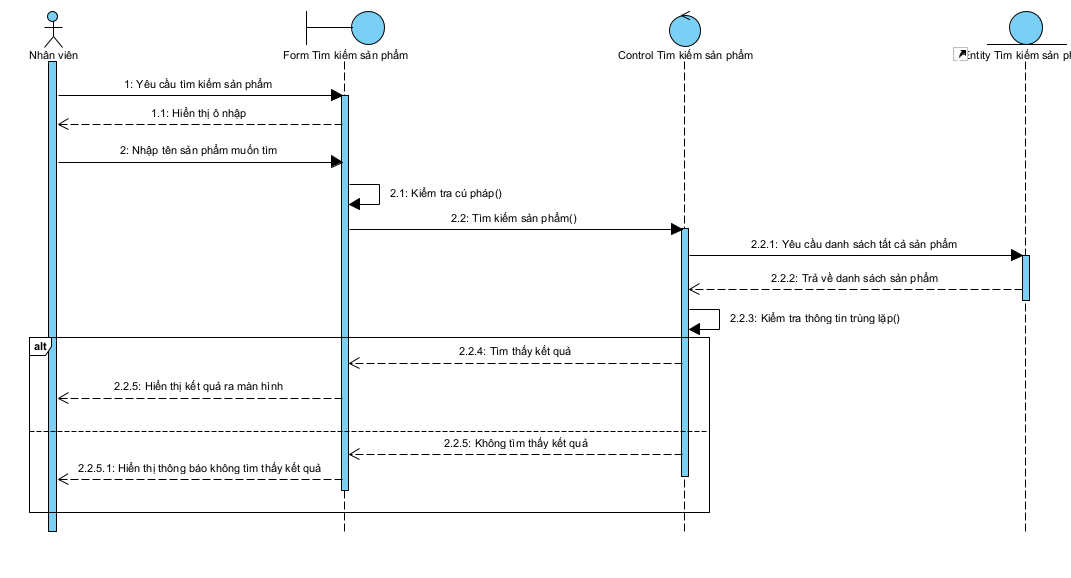 Nhân viên
Form Tìm kiếm sản phẩm
Control Tìm kiếm sản phẩm
Entity Tìm kiếm sản
1: Yêu cầu tìm kiếm sản phẩm
1.1: Hiển thị ô nhập
2: Nhập tên sản phẩm muốn tìm
2.1: Kiểm tra cú pháp()
2.2: Tìm kiếm sản phẩm()
2.2.1: Yêu cầu danh sách tất cả sản phẩm
2.2.2: Trả về danh sách sản phẩm
2.2.3: Kiểm tra thông tin trùng lặp()
alt
2.2.4: Tìm thấy kết quả
2.2.5: Hiển thị kết quả ra màn hình
2.2.5: Không tìm thấy kết quả
2.2.5.1: Hiển thị thông báo không tìm thấy kết quả